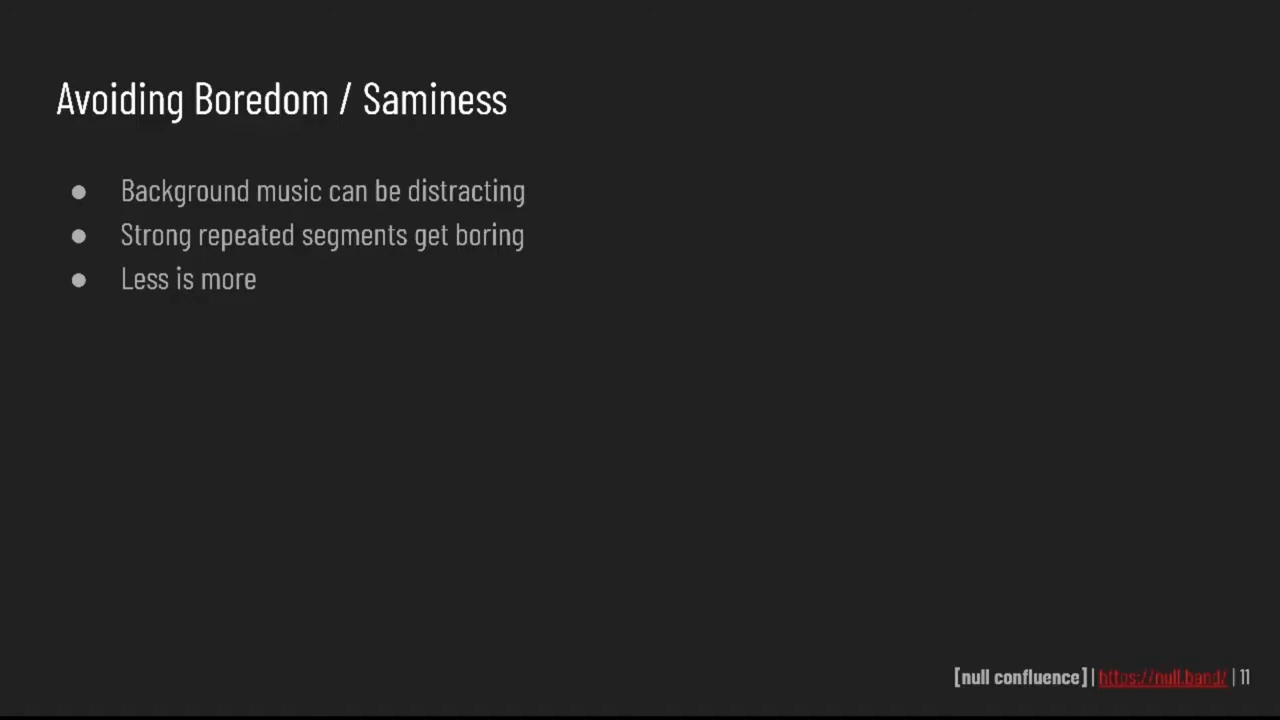 Avoiding Boredom / Saminess
● Background music can be distracting
● Strong repeated segments get boring
● Less is more
[null confluence] | https://null.band/ | 11